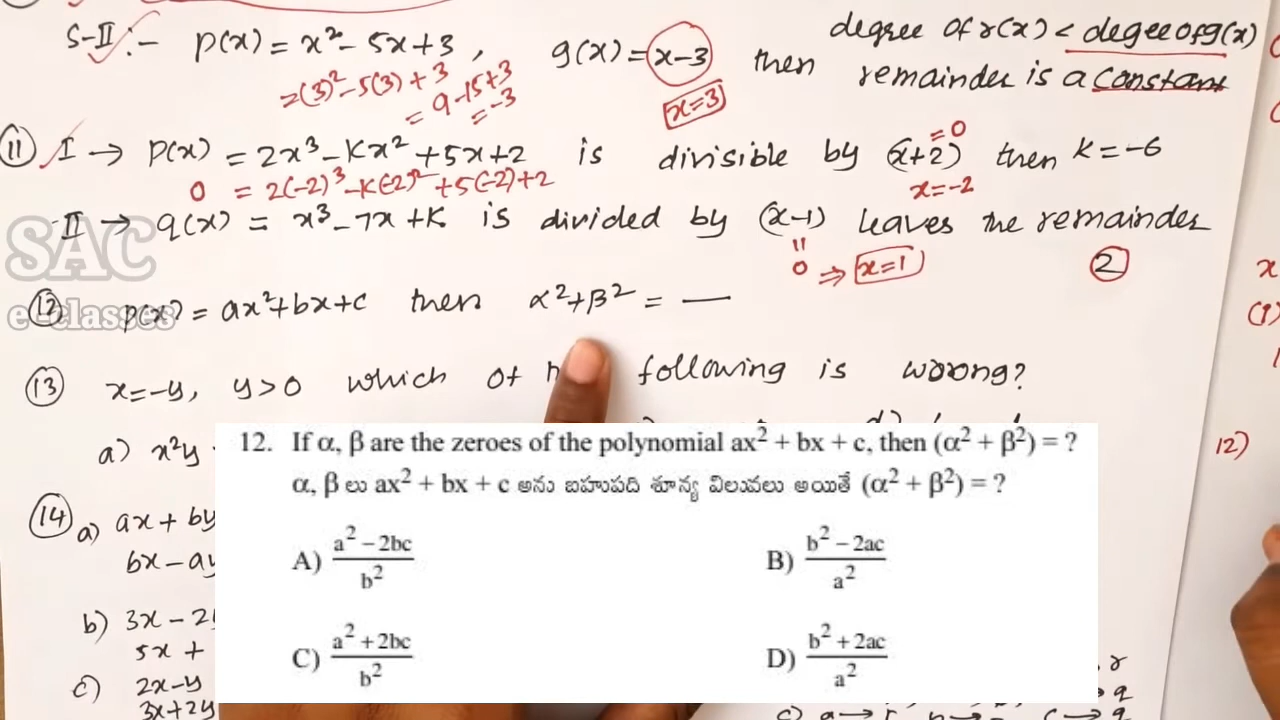 S-II :- p(x) = x² - 5x + 3 , g(x) = x-3 then
degree of r(x) < degee of g(x)
remainder is a constant
= (3)² - 5(3) + 3
= 9 - 15 + 3
= -3
x = 3
11 I → p(x) = 2x³ - Kx² + 5x + 2 is divisible by (x+2) then K = -6
= 0
0 = 2(-2)³ - K(-2)² + 5(-2) + 2
x = -2
II → q(x) = x³ - 7x + K is divided by (x-1) leaves the remainder
0 ⇒ x = 1
2
SAC
e-classes
12 p(x) = ax² + bx + c then α² + β² = —
13 x = -y, y > 0 which of following is wrong?
a) x²y
12)
14 a) ax + by
bx - ay
b) 3x - 2
5x +
c) 2x - y
3x + 2y
12. If α, β are the zeroes of the polynomial ax² + bx + c, then (α² + β²) = ?
α, β లు ax² + bx + c అను బహుపది శూన్య విలువలు అయితే (α² + β²) = ?
A) a² – 2bc / b²
B) b² – 2ac / a²
C) a² + 2bc / b²
D) b² + 2ac / a²